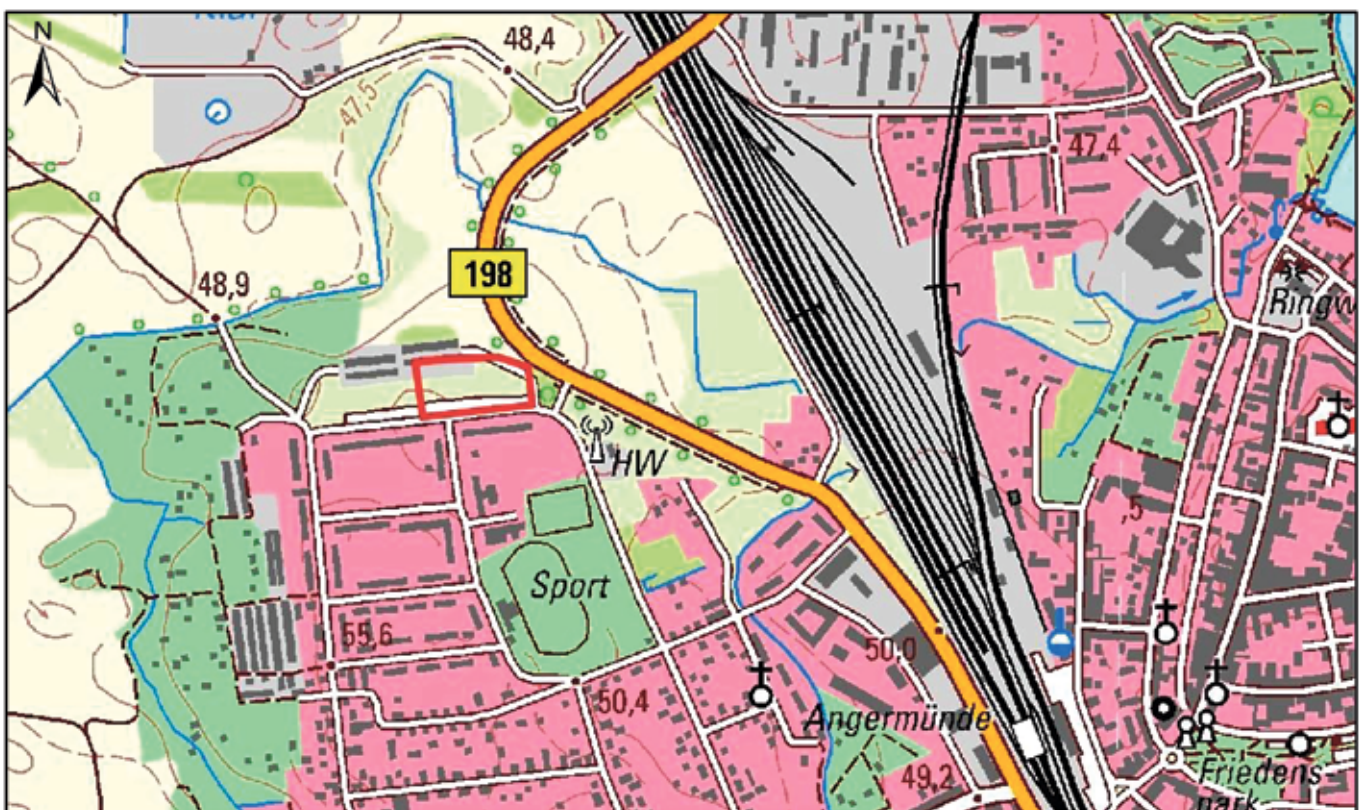 N
48,4
47,5
47,4
198
48,9
Ringw
HW
,5
Sport
55,6
50,0
50,4
Angermünde
49,2
Friedens-
park